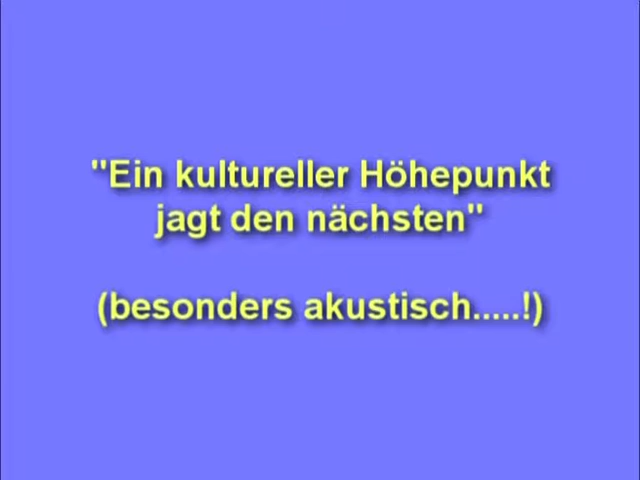 "Ein kultureller Höhepunkt
jagt den nächsten"
(besonders akustisch.....!)